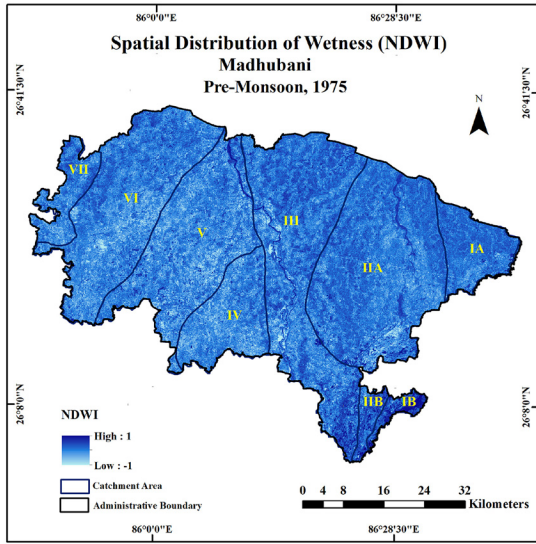 86°0'0"E 86°28'30"E
Spatial Distribution of Wetness (NDWI)
Madhubani
Pre-Monsoon, 1975
26°41'30"N 26°41'30"N
N
VII
VI
V
III
IIA
IA
IV
26°8'0"N 26°8'0"N
IIB IB
NDWI
High : 1
Low : -1
Catchment Area
Administrative Boundary
0 4 8 16 24 32
Kilometers
86°0'0"E 86°28'30"E